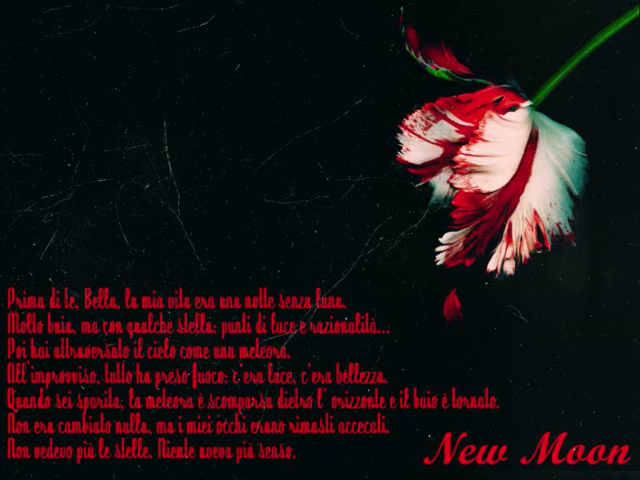 Prima di te, Bella, la mia vita era una notte senza luna.
Molto buia, ma con qualche stella: punti di luce e razionalità...
Poi hai attraversato il cielo come una meteora.
All'improvviso, tutto ha preso fuoco: c'era luce, c'era bellezza.
Quando sei sparita, la meteora è scomparsa dietro l' orizzonte e il buio è tornato.
Non era cambiato nulla, ma i miei occhi erano rimasti accecati.
Non vedevo più le stelle. Niente aveva più senso.
New Moon